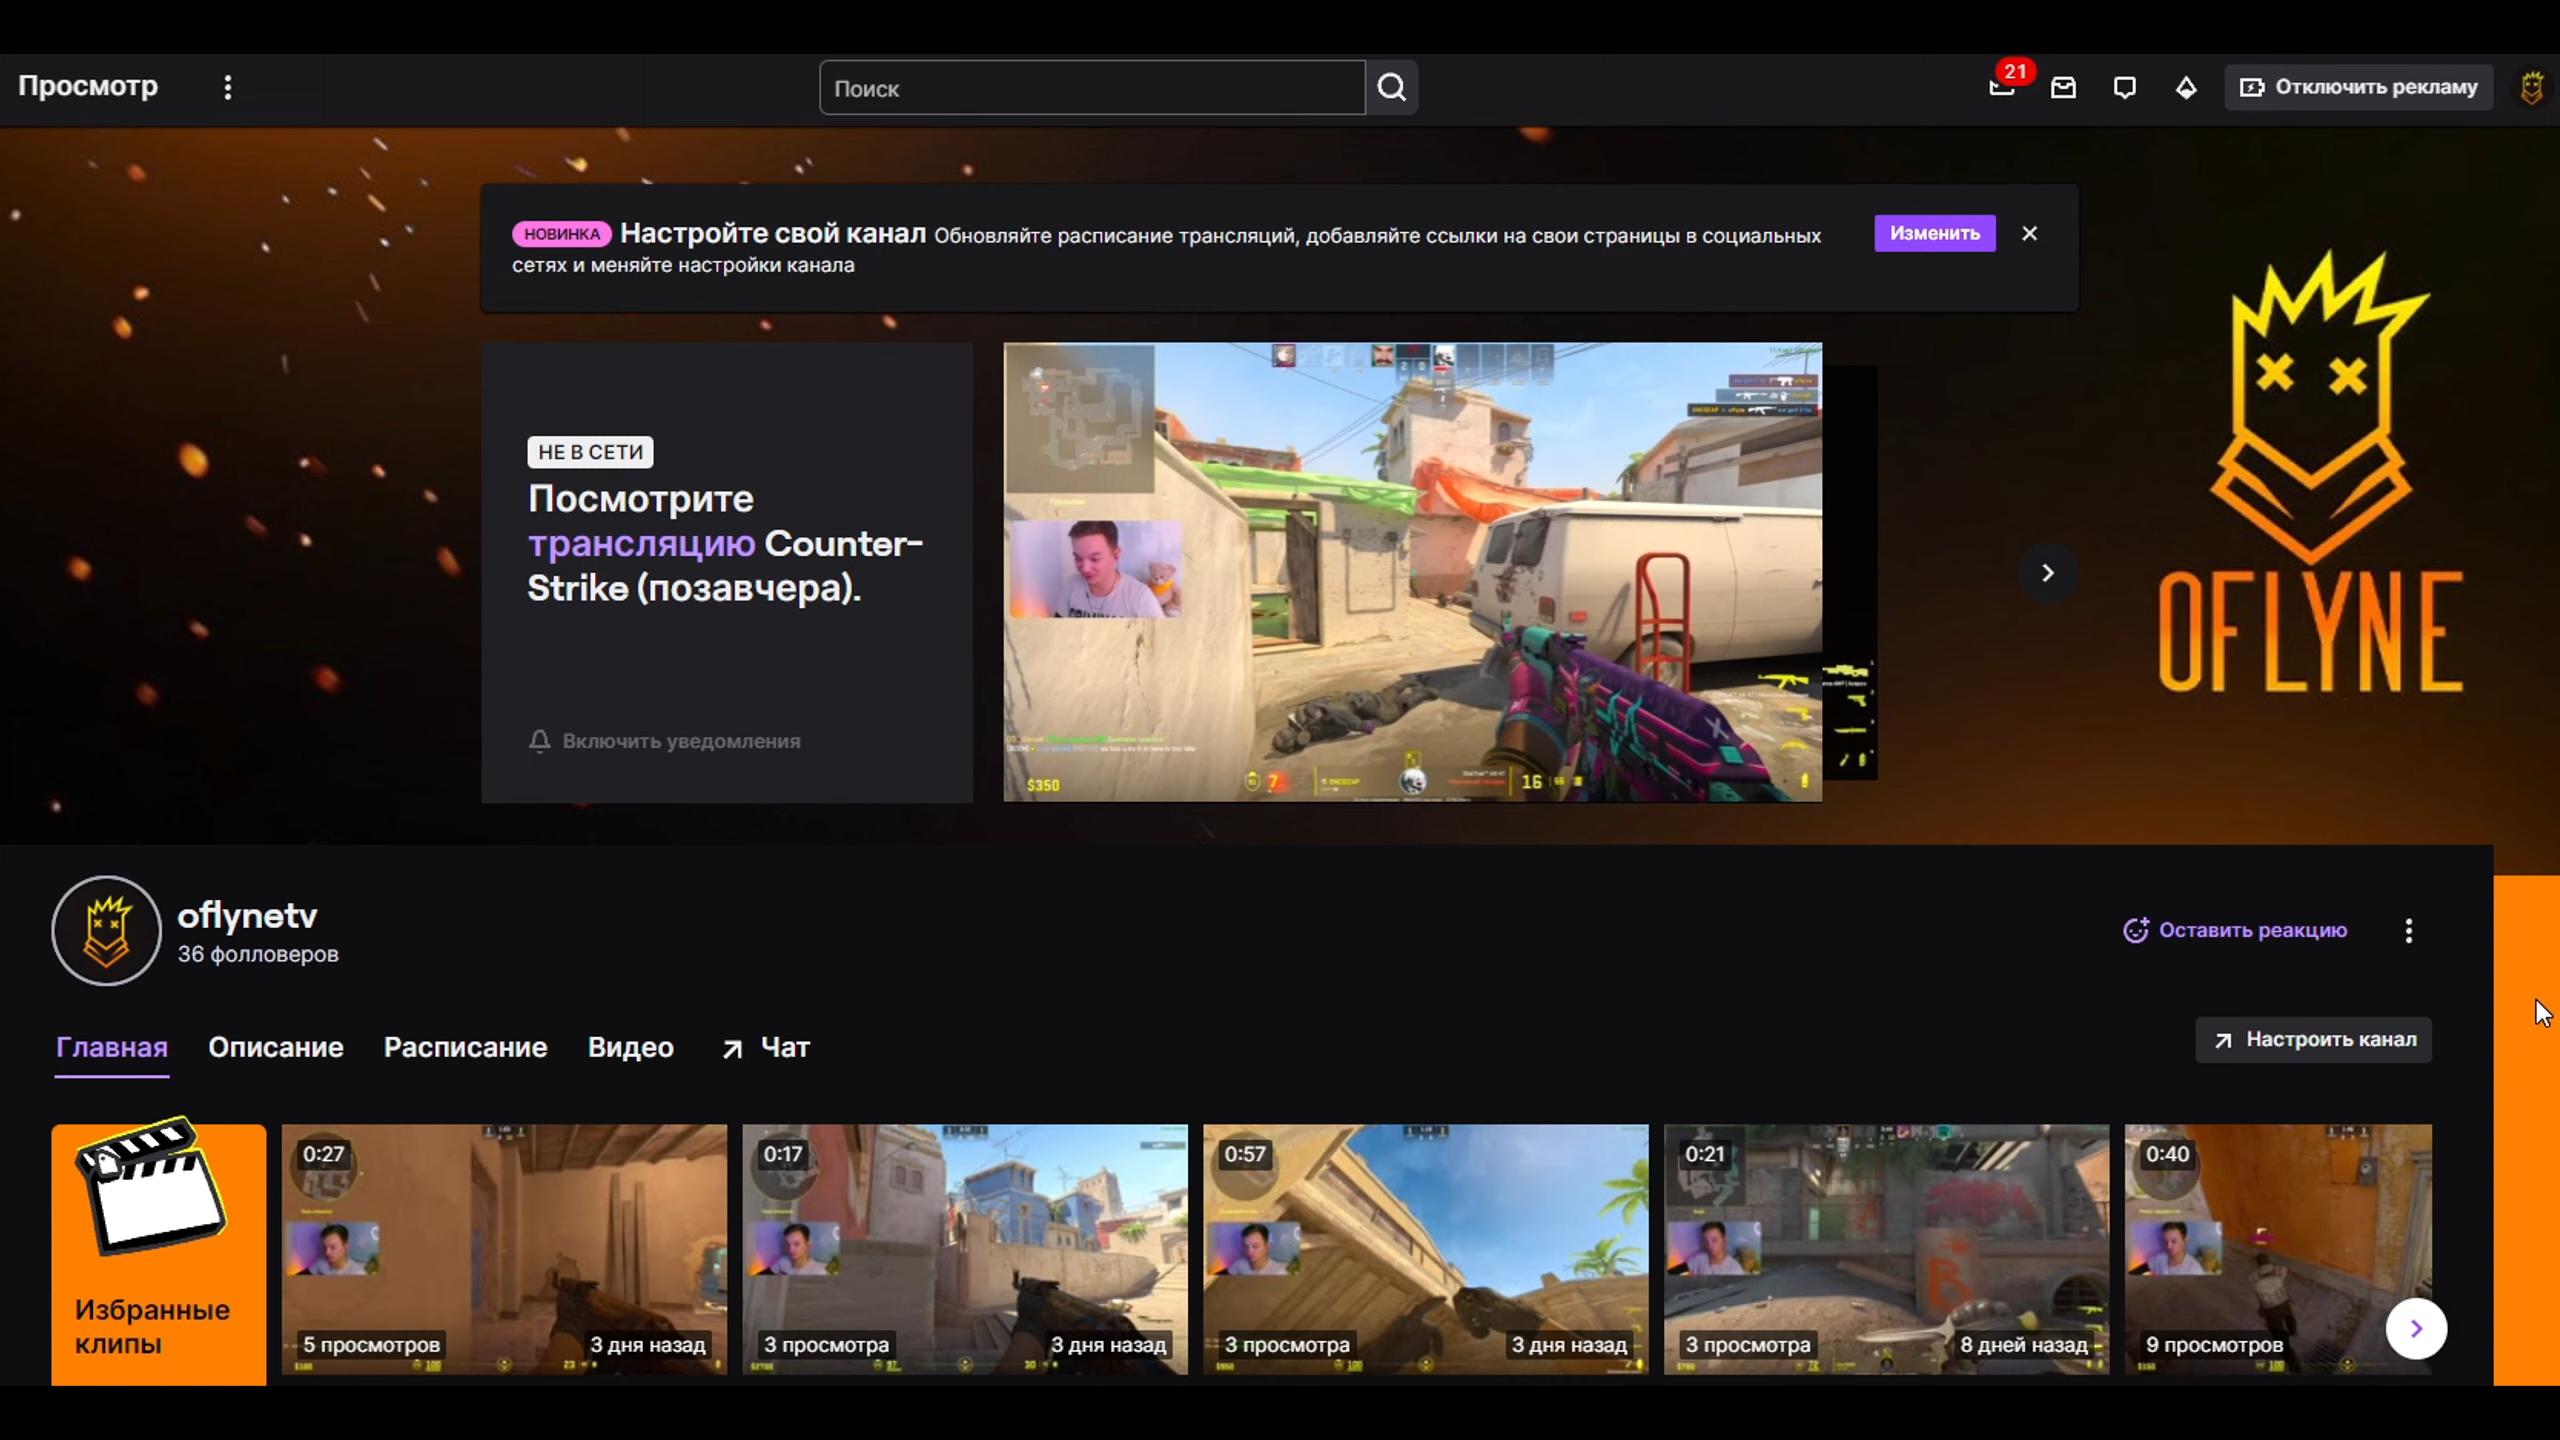 Просмотр
Поиск
21
Отключить рекламу
НОВИНКА Настройте свой канал Обновляйте расписание трансляций, добавляйте ссылки на свои страницы в социальных
сетях и меняйте настройки канала
Изменить
НЕ В СЕТИ
Посмотрите
трансляцию Counter-
Strike (позавчера).
Включить уведомления
$350
7
16
OFLYNE
oflynetv
36 фолловеров
Оставить реакцию
Главная
Описание
Расписание
Видео
Чат
Настроить канал
Избранные
клипы
0:27
5 просмотров
3 дня назад
0:17
3 просмотра
3 дня назад
0:57
3 просмотра
3 дня назад
0:21
3 просмотра
8 дней назад
0:40
9 просмотров